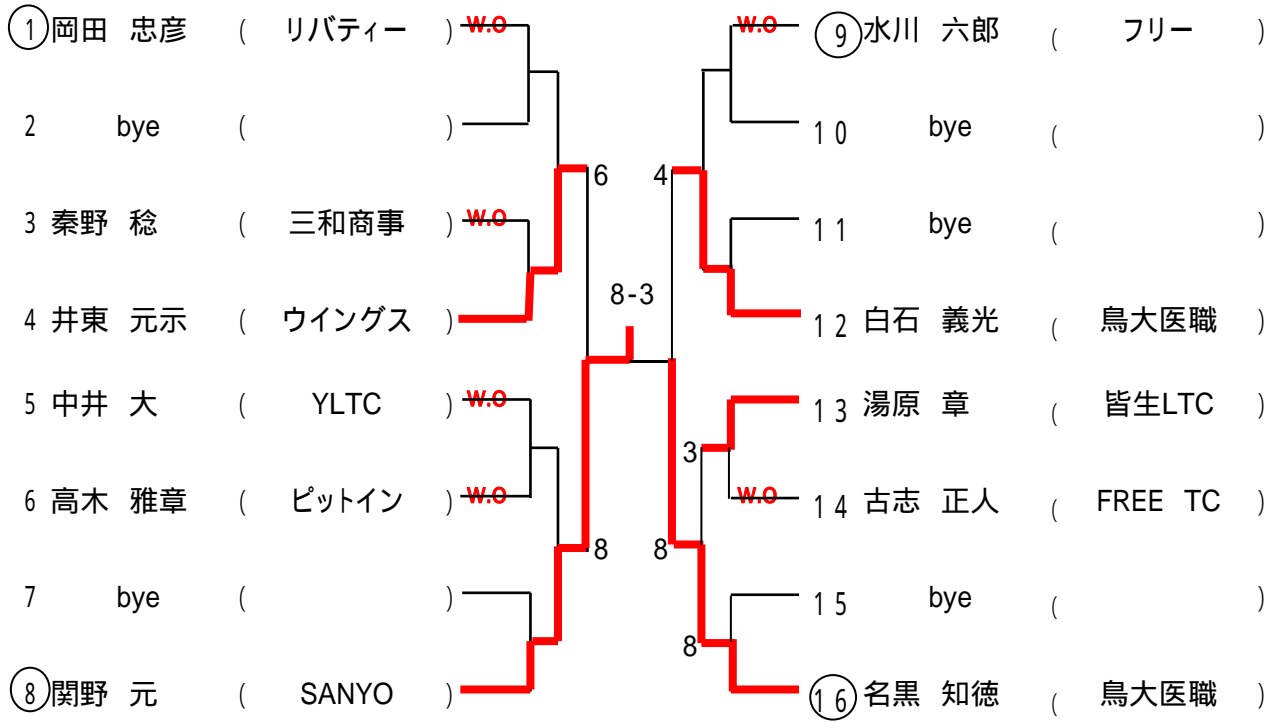 1 岡田 忠彦 ( リバティー ) W.O
2 bye ( )
3 秦野 稔 ( 三和商事 ) W.O
4 井東 元示 ( ウイングス )
5 中井 大 ( YLTC ) W.O
6 高木 雅章 ( ピットイン ) W.O
7 bye ( )
8 関野 元 ( SANYO )
6
8
8-3
4
3
8
8
W.O 9 水川 六郎 ( フリー )
10 bye ( )
11 bye ( )
12 白石 義光 ( 鳥大医職 )
13 湯原 章 ( 皆生LTC )
W.O 14 古志 正人 ( FREE TC )
15 bye ( )
16 名黒 知徳 ( 鳥大医職 )